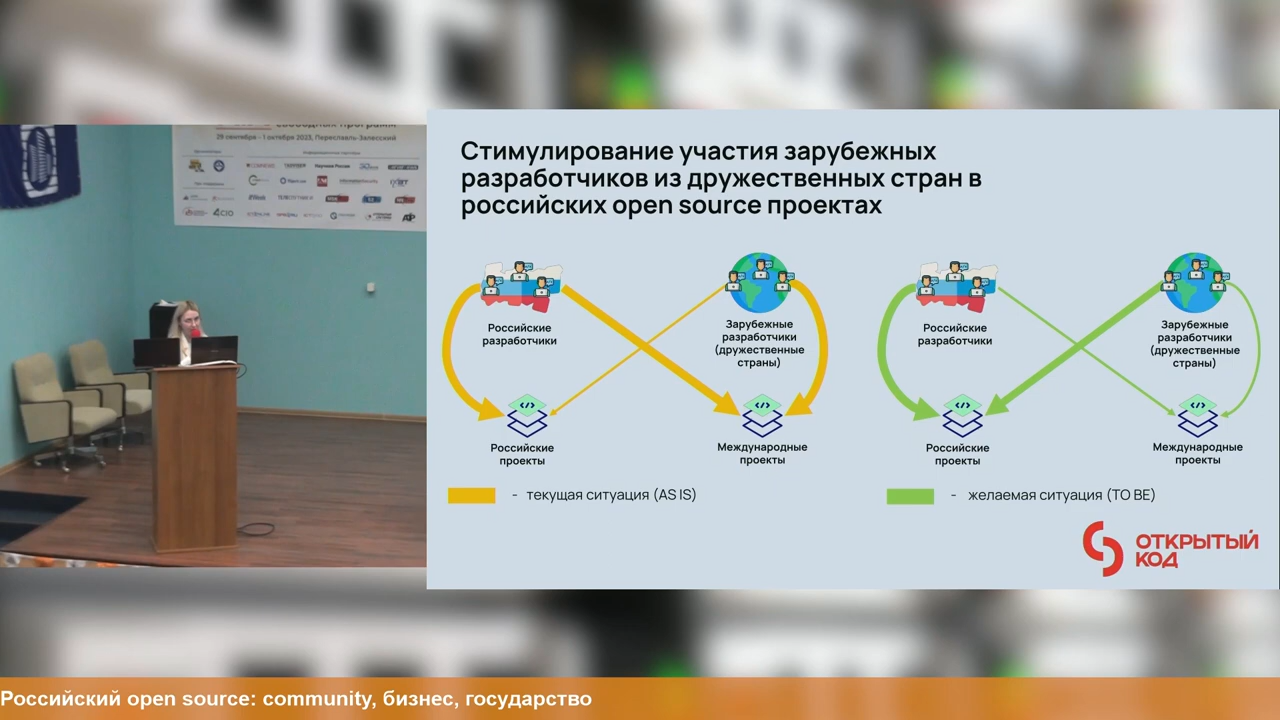 свободных программ
29 сентября - 1 октября 2023, Переславль-Залесский
Стимулирование участия зарубежных
разработчиков из дружественных стран в
российских open source проектах
Российские
разработчики
Зарубежные
разработчики
(дружественные
страны)
Российские
разработчики
Зарубежные
разработчики
(дружественные
страны)
Российские
проекты
Международные
проекты
Российские
проекты
Международные
проекты
- текущая ситуация (AS IS)
- желаемая ситуация (TO BE)
ОТКРЫТЫЙ
КОД
Российский open source: community, бизнес, государство